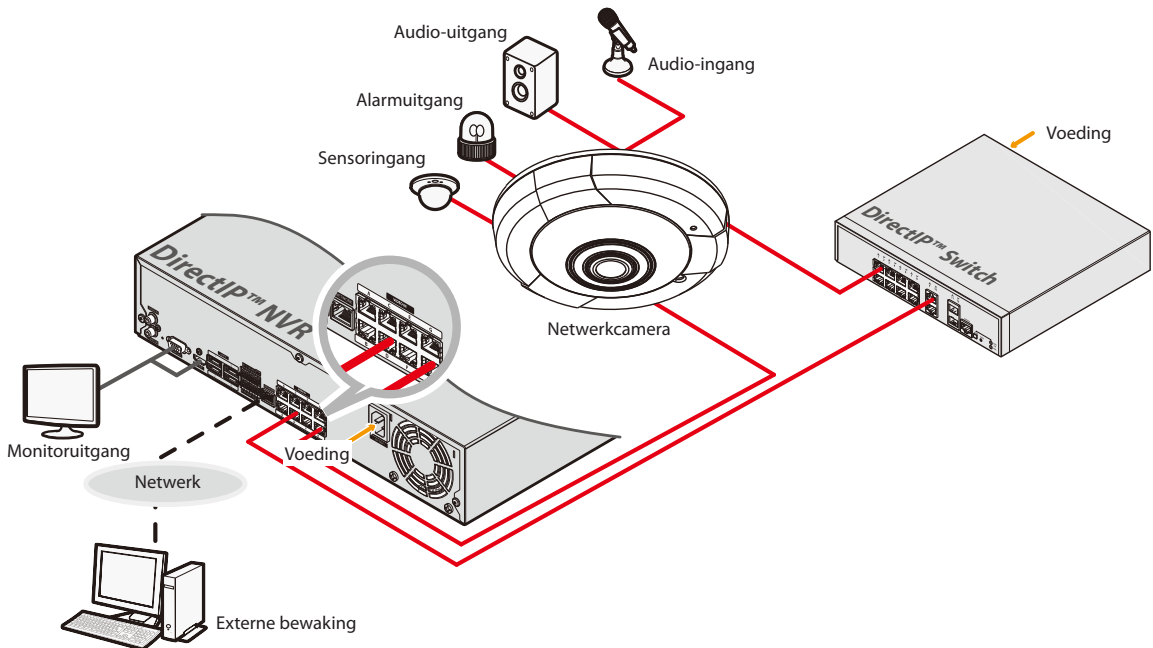 Audio-uitgang
Audio-ingang
Alarmuitgang
Sensoringang
Voeding
DirectIP™ Switch
DirectIP™ NVR
Netwerkcamera
Monitoruitgang
Voeding
Netwerk
Externe bewaking